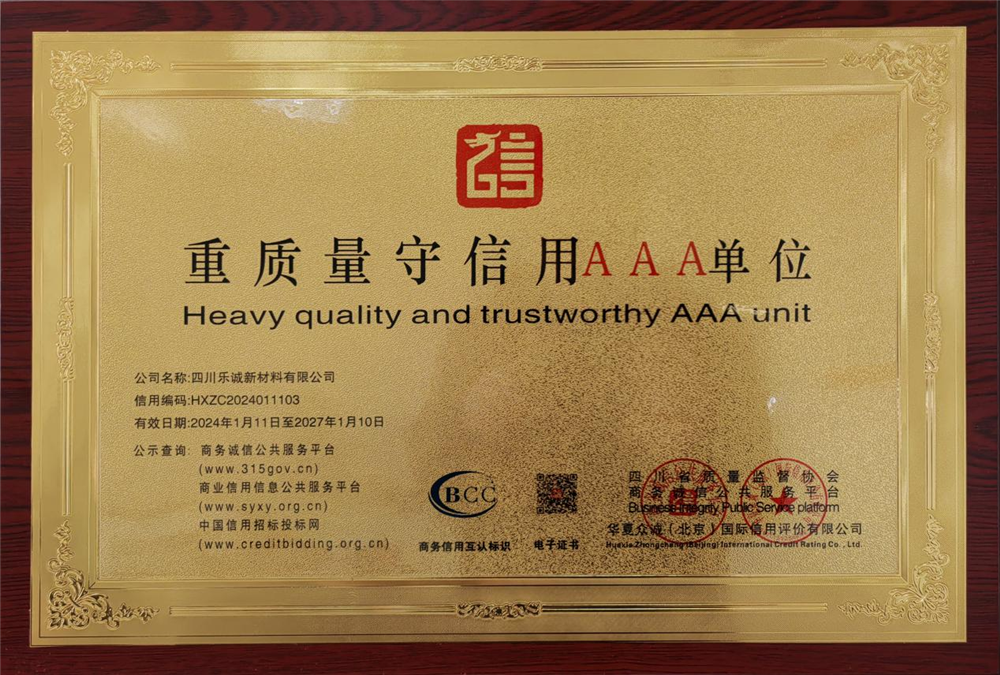 重质量守信用AAA单位
Heavy quality and trustworthy AAA unit
公司名称:四川乐诚新材料有限公司
信用编码:HXZC2024011103
有效日期:2024年1月11日至2027年1月10日
公示查询: 商务诚信公共服务平台
(www.315gov.cn)
商业信用信息公共服务平台
(www.syxy.org.cn)
中国信用招标投标网
(www.creditbidding.org.cn)
BCC
商务信用互认标识
电子证书
四川省质量监督协会
商务诚信公共服务平台
Business Integrity Public Service platform
华夏众诚(北京)国际信用评价有限公司
Huaxia Zhongcheng (Beijing) International Credit Rating Co., Ltd.